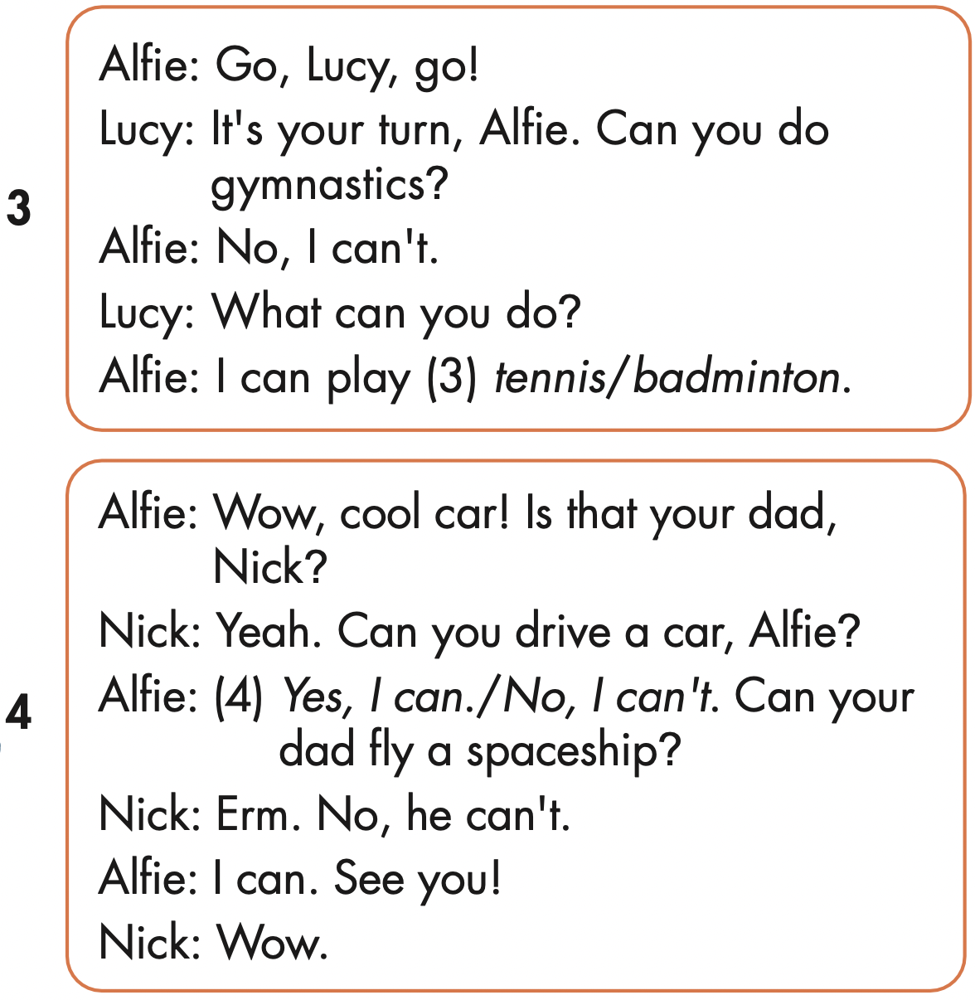 3
Alfie: Go, Lucy, go!
Lucy: It's your turn, Alfie. Can you do
gymnastics?
Alfie: No, I can't.
Lucy: What can you do?
Alfie: I can play (3) tennis/badminton.
4
Alfie: Wow, cool car! Is that your dad,
Nick?
Nick: Yeah. Can you drive a car, Alfie?
Alfie: (4) Yes, I can./No, I can't. Can your
dad fly a spaceship?
Nick: Erm. No, he can't.
Alfie: I can. See you!
Nick: Wow.